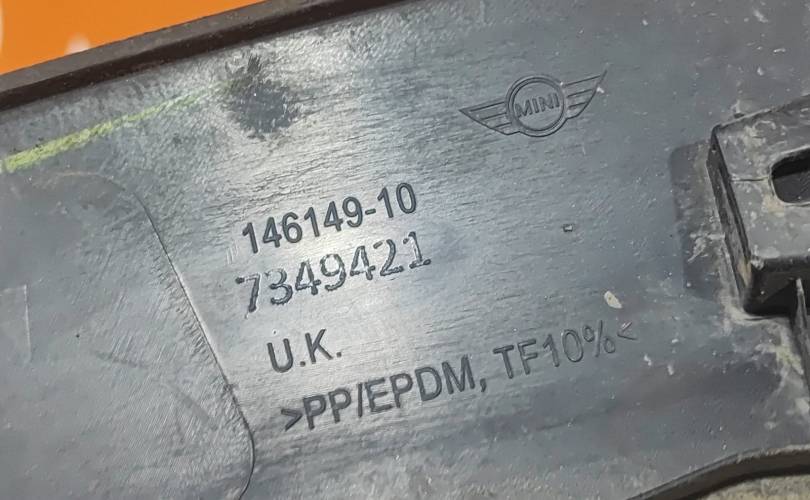 MINI
146149-10
7349421
U.K.
>PP/EPDM, TF10%<